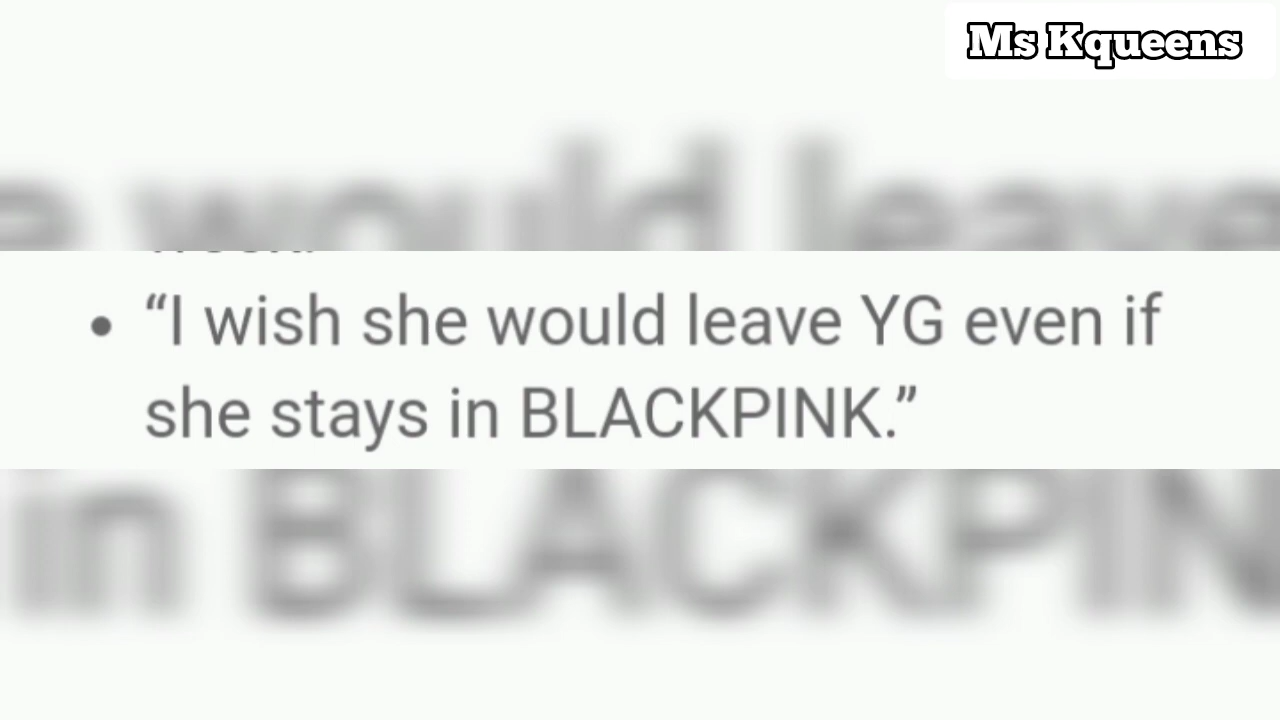 Ms Kqueens
• “I wish she would leave YG even if
she stays in BLACKPINK.”